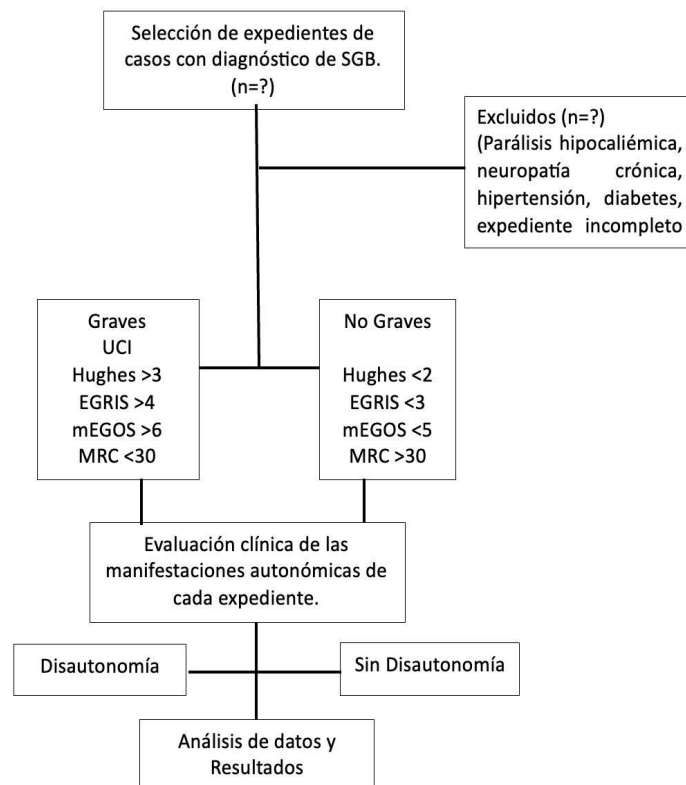 Selección de expedientes de
casos con diagnóstico de SGB.
(n=?)
Excluidos (n=?)
(Parálisis hipocaliémica,
neuropatía crónica,
hipertensión, diabetes,
expediente incompleto
Graves
UCI
Hughes >3
EGRIS >4
mEGOS >6
MRC <30
No Graves
Hughes <2
EGRIS <3
mEGOS <5
MRC >30
Evaluación clínica de las
manifestaciones autonómicas de
cada expediente.
Disautonomía
Sin Disautonomía
Análisis de datos y
Resultados